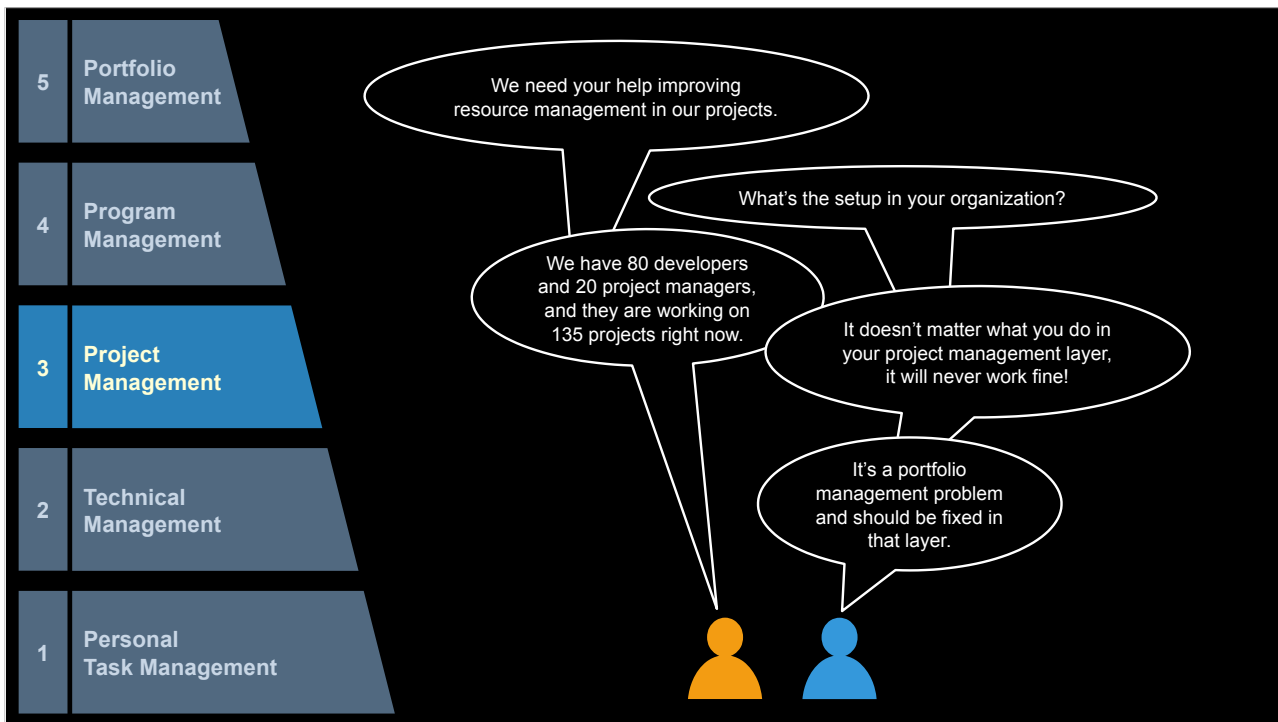 5
Portfolio
Management
4
Program
Management
3
Project
Management
2
Technical
Management
1
Personal
Task Management
We need your help improving
resource management in our projects.
What’s the setup in your organization?
We have 80 developers
and 20 project managers,
and they are working on
135 projects right now.
It doesn’t matter what you do in
your project management layer,
it will never work fine!
It’s a portfolio
management problem
and should be fixed in
that layer.